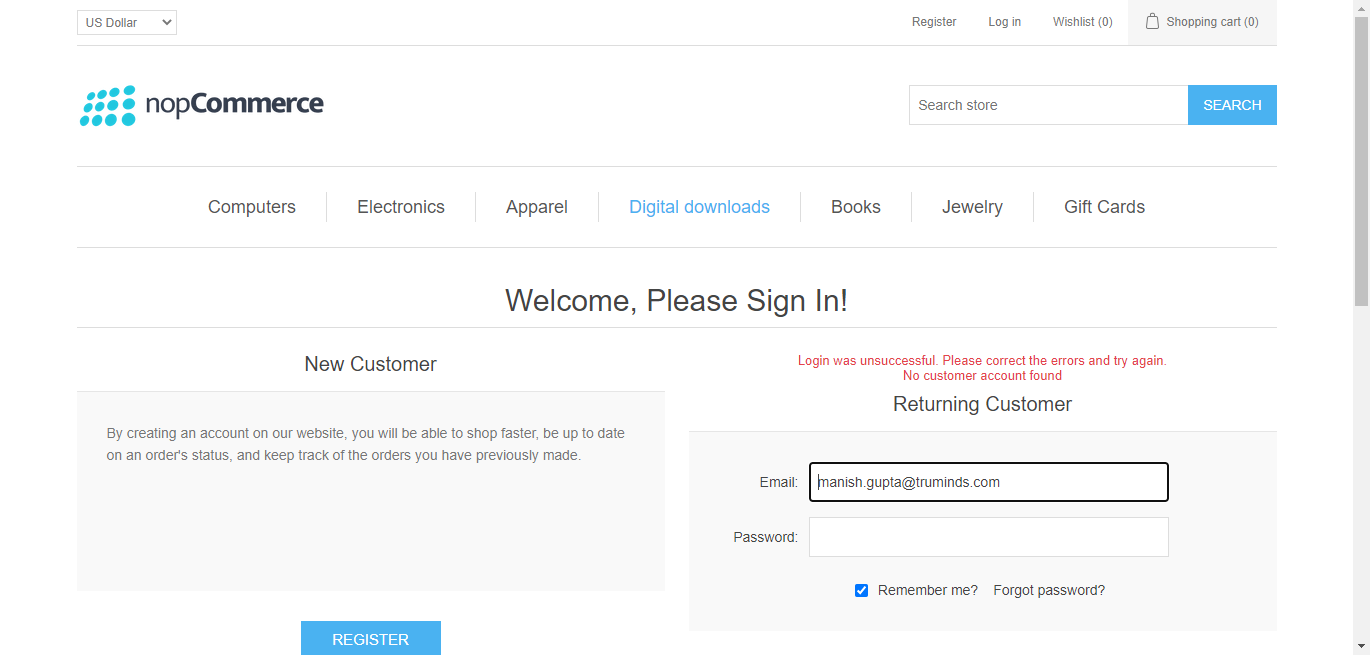 US Dollar
Register
Log in
Wishlist (0)
Shopping cart (0)
nopCommerce
Search store
SEARCH
Computers
Electronics
Apparel
Digital downloads
Books
Jewelry
Gift Cards
Welcome, Please Sign In!
New Customer
By creating an account on our website, you will be able to shop faster, be up to date
on an order's status, and keep track of the orders you have previously made.
REGISTER
Login was unsuccessful. Please correct the errors and try again.
No customer account found
Returning Customer
Email:
manish.gupta@truminds.com
Password:
Remember me?
Forgot password?